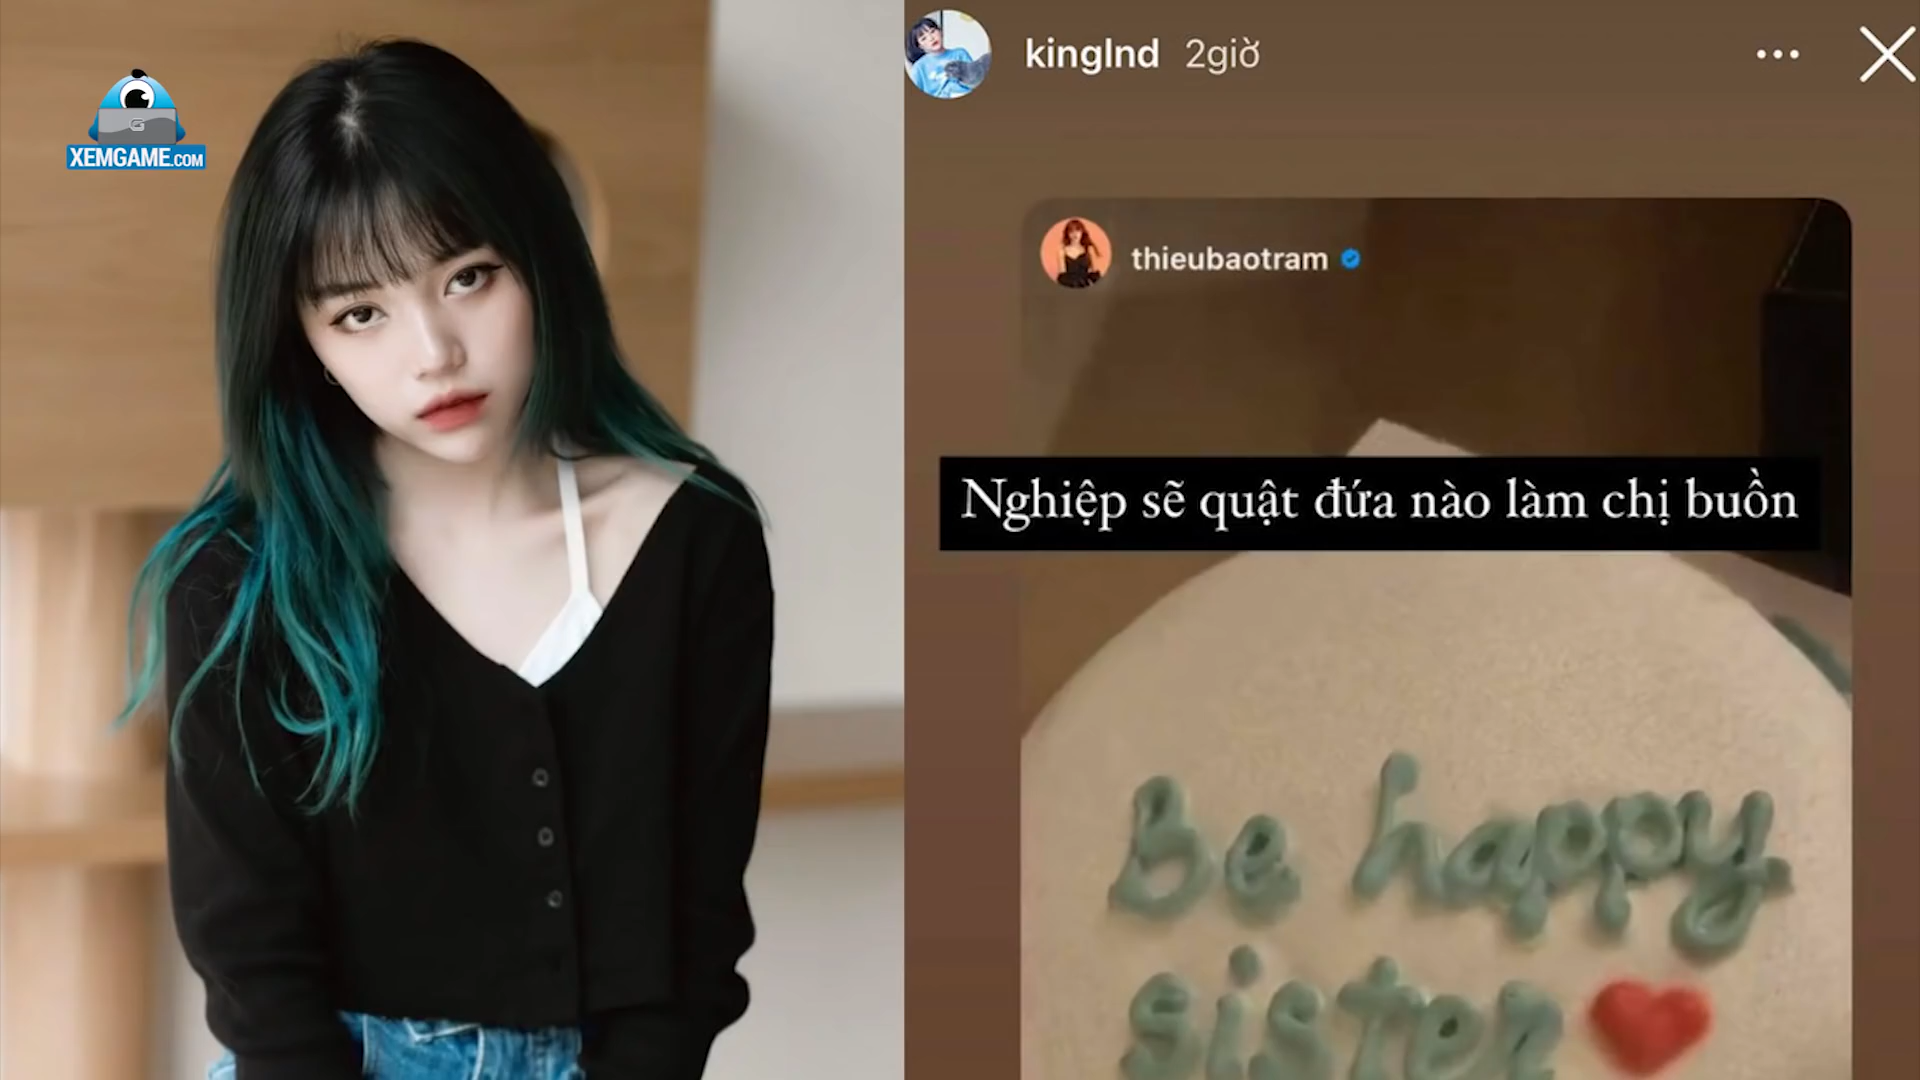 XEMGAME.COM
kinglnd 2giờ
thieubaotram
Nghiệp sẽ quật đứa nào làm chị buồn
Be happy
sister